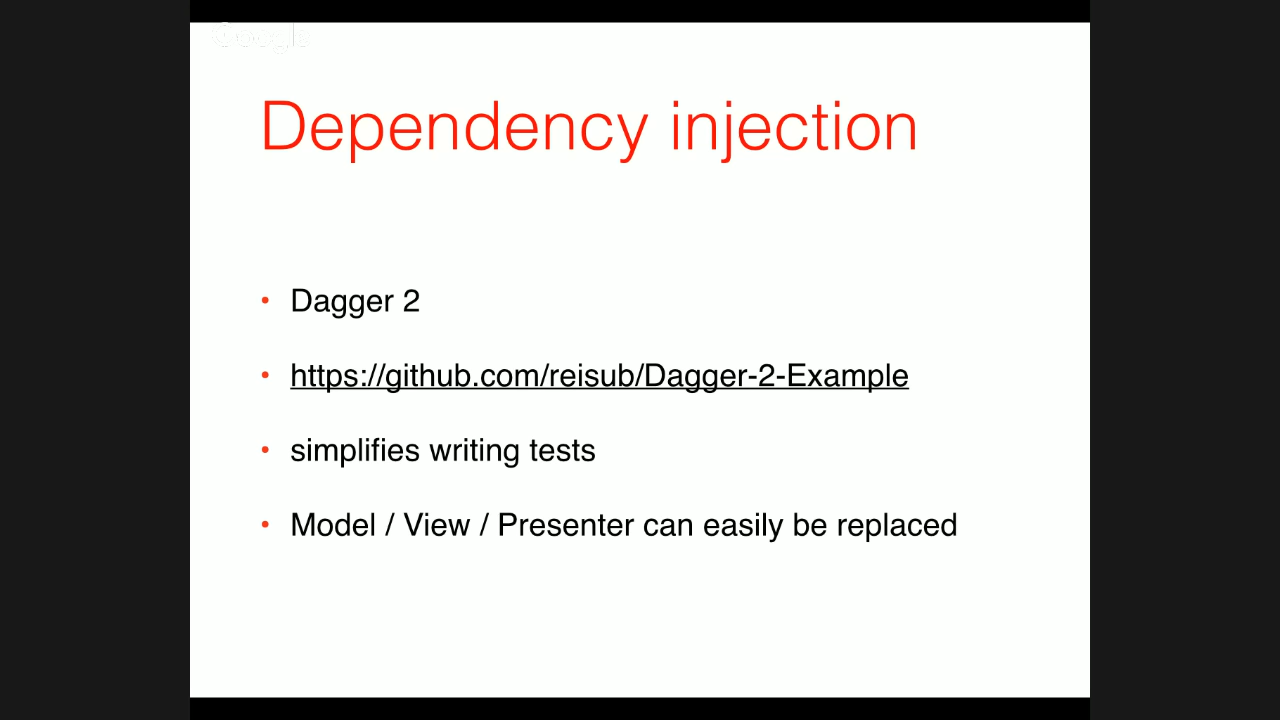 Google
Dependency injection
• Dagger 2
• https://github.com/reisub/Dagger-2-Example
• simplifies writing tests
• Model / View / Presenter can easily be replaced